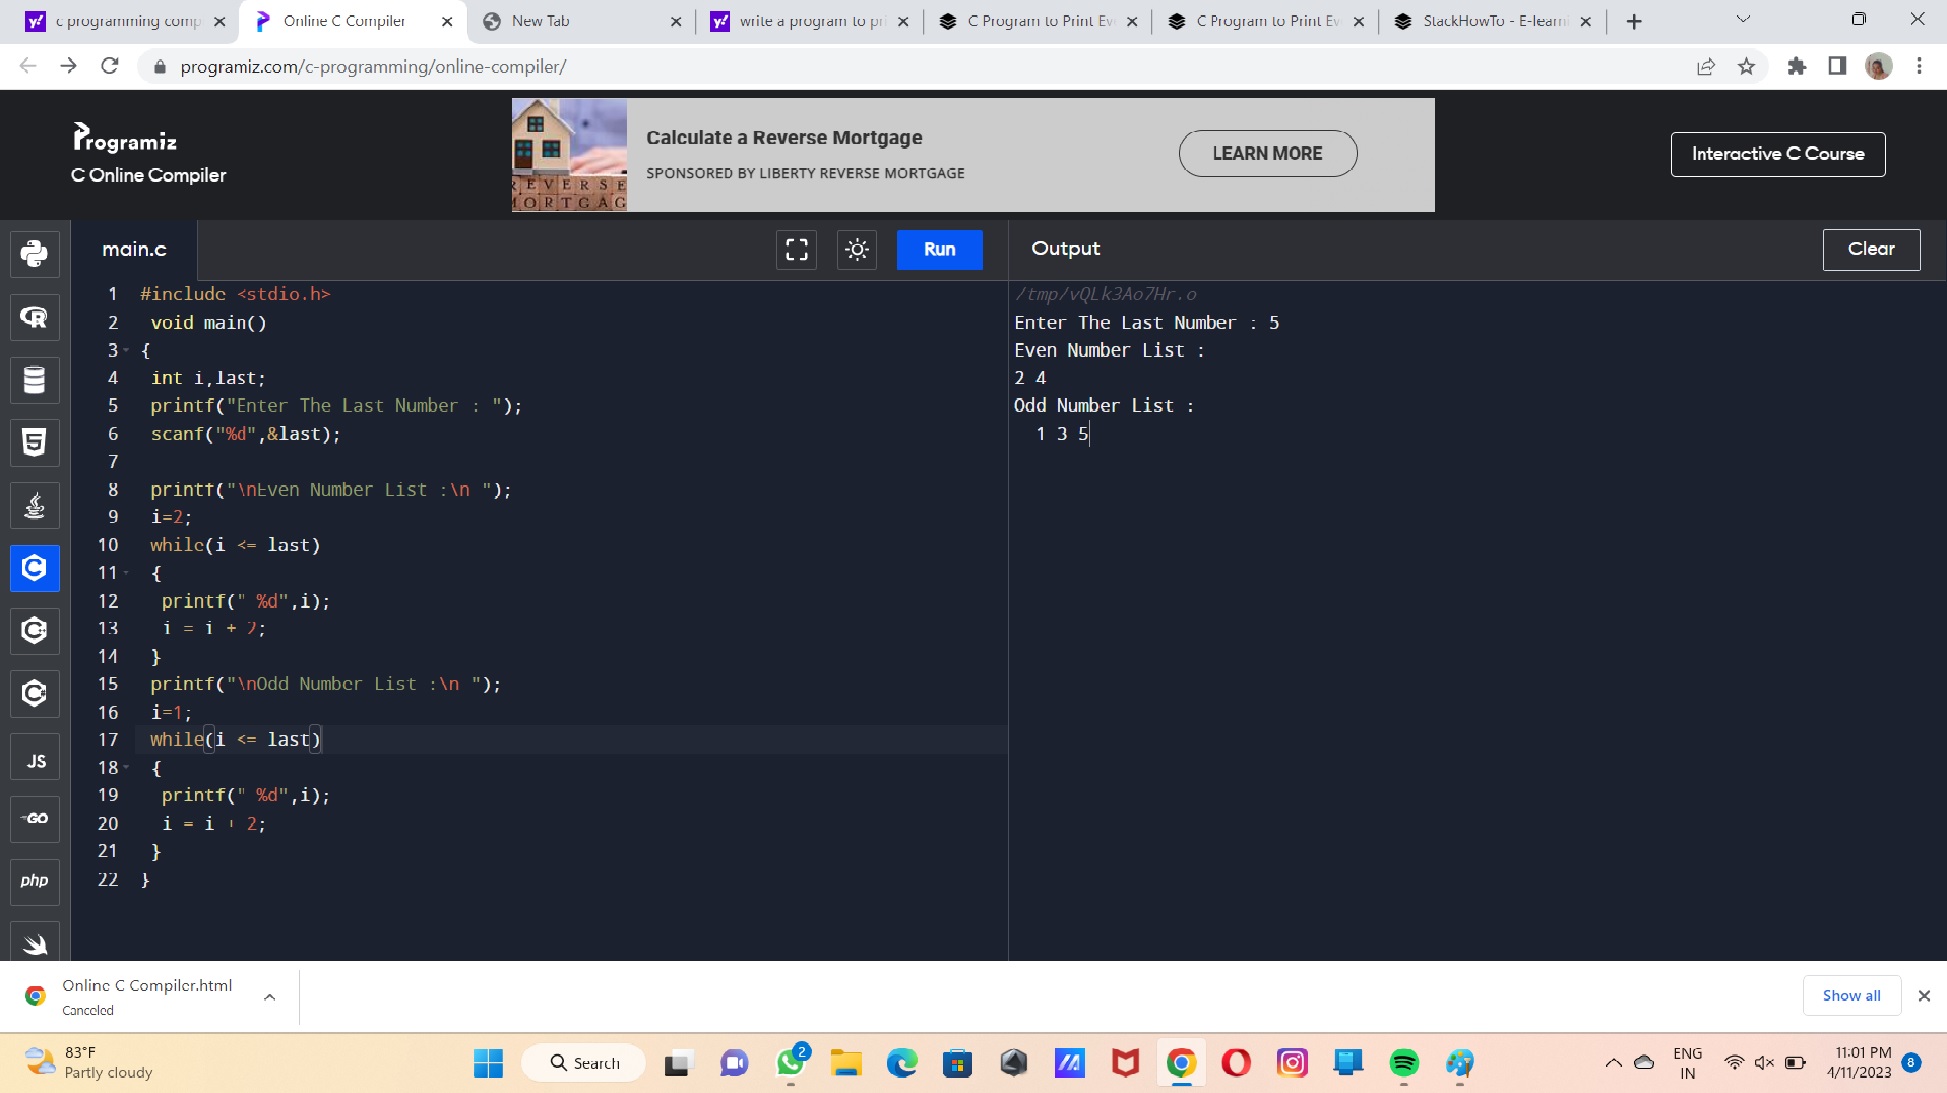 c programming comp
Online C Compiler
New Tab
write a program to pri
C Program to Print Ev
C Program to Print Ev
StackHowTo - E-learni
programiz.com/c-programming/online-compiler/
Programiz
C Online Compiler
REVERSE
MORTGAG
Calculate a Reverse Mortgage
SPONSORED BY LIBERTY REVERSE MORTGAGE
LEARN MORE
Interactive C Course
main.c
Run
Output
Clear
1 #include <stdio.h>
2 void main()
3 {
4 int i,last;
5 printf("Enter The Last Number : ");
6 scanf("%d",&last);
7
8 printf("\nEven Number List :\n ");
9 i=2;
10 while(i <= last)
11 {
12 printf(" %d",i);
13 i = i + 2;
14 }
15 printf("\nOdd Number List :\n ");
16 i=1;
17 while(i <= last)
18 {
19 printf(" %d",i);
20 i = i + 2;
21 }
22 }
/tmp/vQLk3Ao7Hr.o
Enter The Last Number : 5
Even Number List :
2 4
Odd Number List :
1 3 5
JS
GO
php
Online C Compiler.html
Canceled
Show all
83°F
Partly cloudy
Search
2
ENG
IN
11:01 PM
4/11/2023
8